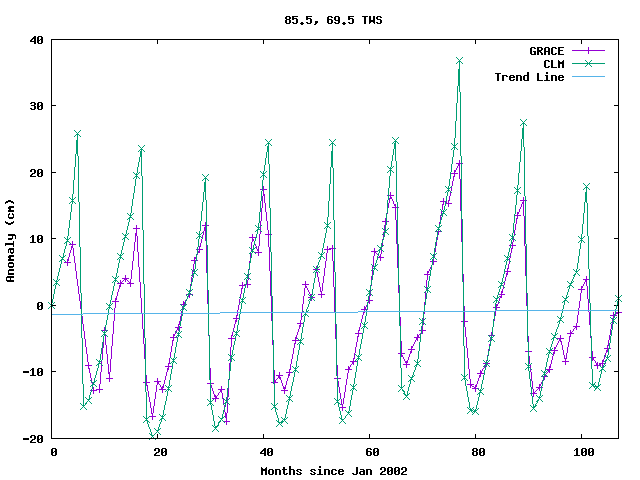 85.5, 69.5 TWS
GRACE
CLM
Trend Line
40
30
20
10
0
-10
-20
Anomaly (cm)
0 20 40 60 80 100
Months since Jan 2002